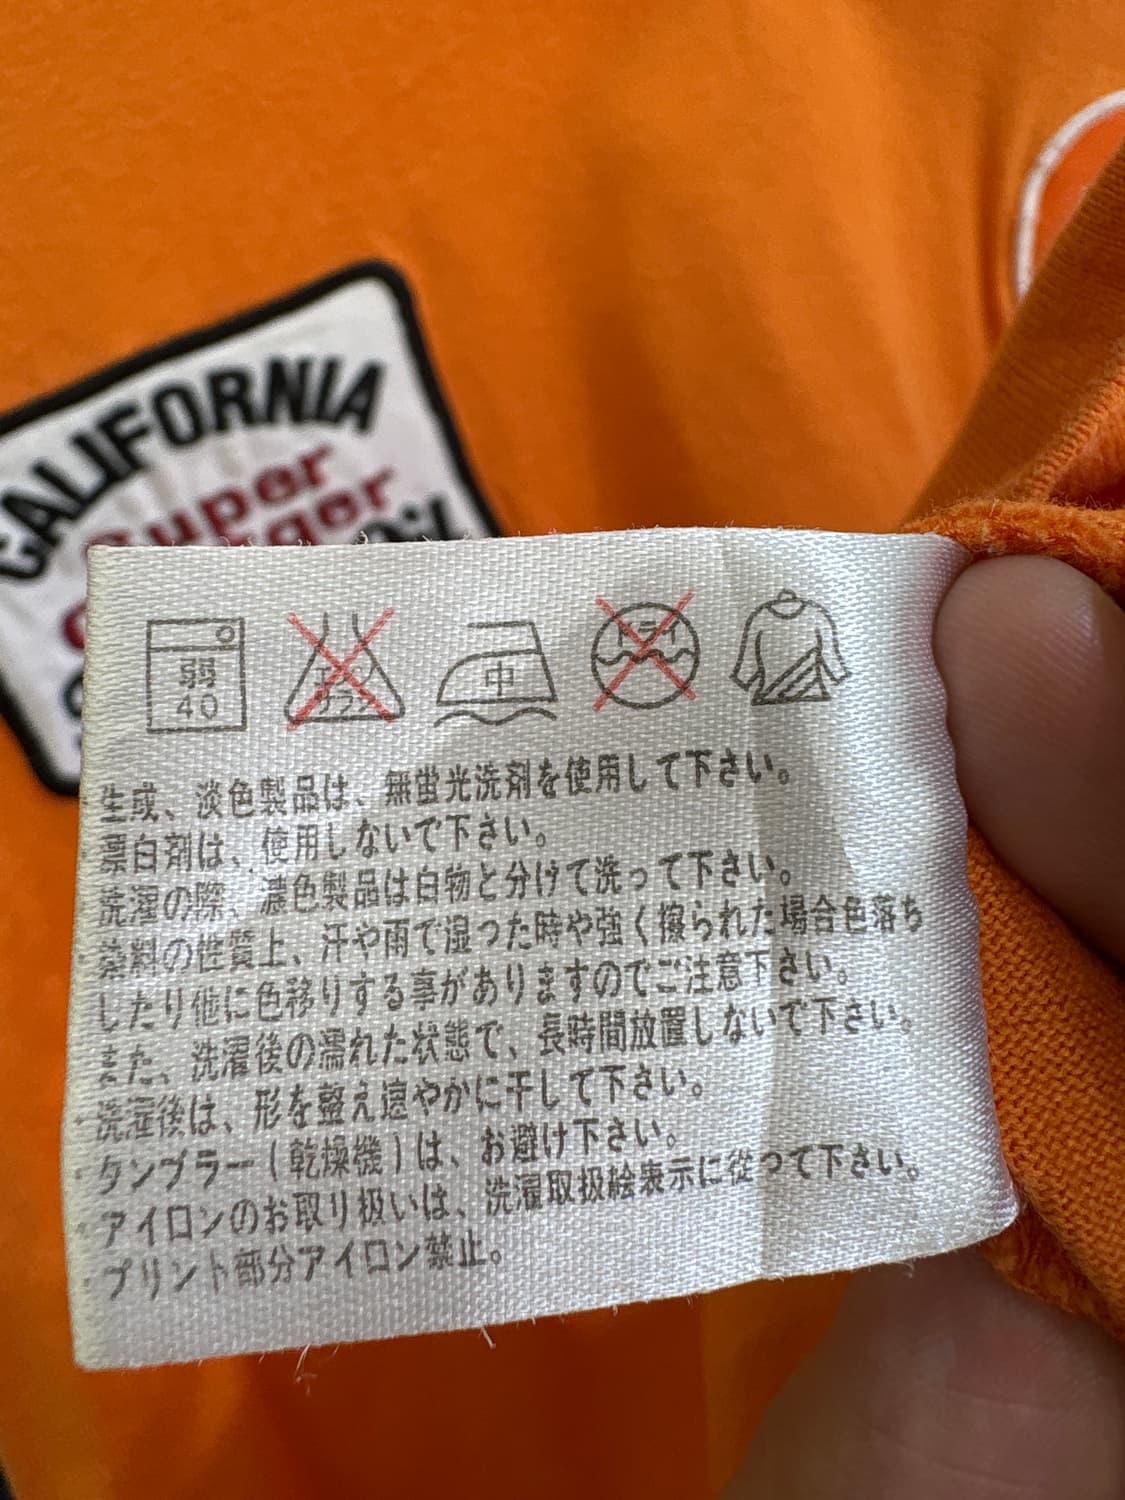 CALIFORNIA
Super
弱
40
中
ドライ
生成、淡色製品は、無蛍光洗剤を使用して下さい。
漂白剤は、使用しないで下さい。
洗濯の際、濃色製品は白物と分けて洗って下さい。
染料の性質上、汗や雨で湿った時や強く擦られた場合色落ち
したり他に色移りする事がありますのでご注意下さい。
また、洗濯後の濡れた状態で、長時間放置しないで下さい。
洗濯後は、形を整え速やかに干して下さい。
タンブラー(乾燥機)は、お避け下さい。
アイロンのお取り扱いは、洗濯取扱絵表示に従って下さい。
プリント部分アイロン禁止。